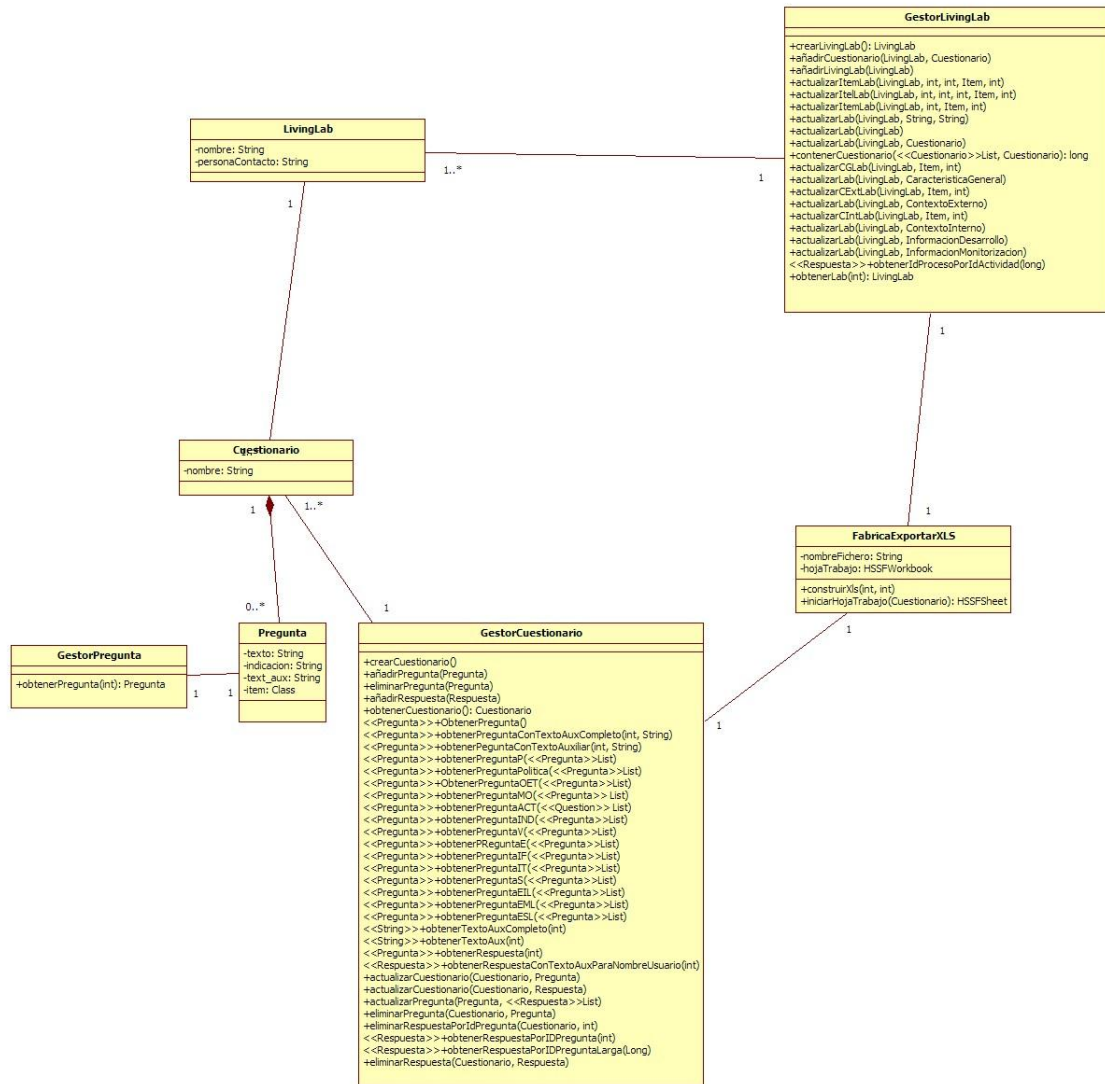 GestorLivingLab
+crearLivingLab(): LivingLab
+añadirCuestionario(LivingLab, Cuestionario)
+añadirLivingLab(LivingLab)
+actualizarItemLab(LivingLab, int, int, Item, int)
+actualizarItelLab(LivingLab, int, int, int, Item, int)
+actualizarItemLab(LivingLab, int, Item, int)
+actualizarLab(LivingLab, String, String)
+actualizarLab(LivingLab)
+actualizarLab(LivingLab, Cuestionario)
+contenerCuestionario(<<Cuestionario>>List, Cuestionario): long
+actualizarCGLab(LivingLab, Item, int)
+actualizarLab(LivingLab, CaracteristicaGeneral)
+actualizarCExtLab(LivingLab, Item, int)
+actualizarLab(LivingLab, ContextoExterno)
+actualizarCIntLab(LivingLab, Item, int)
+actualizarLab(LivingLab, ContextoInterno)
+actualizarLab(LivingLab, InformacionDesarrollo)
+actualizarLab(LivingLab, InformacionMonitorizacion)
<<Respuesta>>+obtenerIdProcesoPorIdActividad(long)
+obtenerLab(int): LivingLab
LivingLab
-nombre: String
-personaContacto: String
1..*
1
1
1
Cuestionario
-nombre: String
1
1..*
1
FabricaExportarXLS
-nombreFichero: String
-hojaTrabajo: HSSFWorkbook
+construirXls(int, int)
+iniciarHojaTrabajo(Cuestionario): HSSFSheet
0..*
1
1
Pregunta
-texto: String
-indicacion: String
-text_aux: String
-item: Class
GestorPregunta
+obtenerPregunta(int): Pregunta
1
1
1
GestorCuestionario
+crearCuestionario()
+añadirPregunta(Pregunta)
+eliminarPregunta(Pregunta)
+añadirRespuesta(Respuesta)
+obtenerCuestionario(): Cuestionario
<<Pregunta>>+ObtenerPregunta()
<<Pregunta>>+obtenerPreguntaConTextoAuxCompleto(int, String)
<<Pregunta>>+obtenerPeguntaConTextoAuxiliar(int, String)
<<Pregunta>>+obtenerPreguntaP(<<Pregunta>>List)
<<Pregunta>>+obtenerPreguntaPolitica(<<Pregunta>>List)
<<Pregunta>>+ObtenerPreguntaOET(<<Pregunta>>List)
<<Pregunta>>+obtenerPreguntaMO(<<Pregunta>> List)
<<Pregunta>>+obtenerPreguntaACT(<<Question>> List)
<<Pregunta>>+obtenerPreguntaIND(<<Pregunta>>List)
<<Pregunta>>+obtenerPreguntaV(<<Pregunta>>List)
<<Pregunta>>+obtenerPReguntaE(<<Pregunta>>List)
<<Pregunta>>+obtenerPreguntaIF(<<Pregunta>>List)
<<Pregunta>>+obtenerPreguntaIT(<<Pregunta>>List)
<<Pregunta>>+obtenerPreguntaS(<<Pregunta>>List)
<<Pregunta>>+obtenerPreguntaEIL(<<Pregunta>>List)
<<Pregunta>>+obtenerPreguntaEML(<<Pregunta>>List)
<<Pregunta>>+obtenerPreguntaESL(<<Pregunta>>List)
<<String>>+obtenerTextoAuxCompleto(int)
<<String>>+obtenerTextoAux(int)
<<Pregunta>>+obtenerRespuesta(int)
<<Respuesta>>+obtenerRespuestaConTextoAuxParaNombreUsuario(int)
+actualizarCuestionario(Cuestionario, Pregunta)
+actualizarCuestionario(Cuestionario, Respuesta)
+actualizarPregunta(Pregunta, <<Respuesta>>List)
+eliminarPregunta(Cuestionario, Pregunta)
+eliminarRespuestaPorIdPregunta(Cuestionario, int)
<<Respuesta>>+obtenerRespuestaPorIDPregunta(int)
<<Respuesta>>+obtenerRespuestaPorIDPreguntaLarga(Long)
+eliminarRespuesta(Cuestionario, Respuesta)